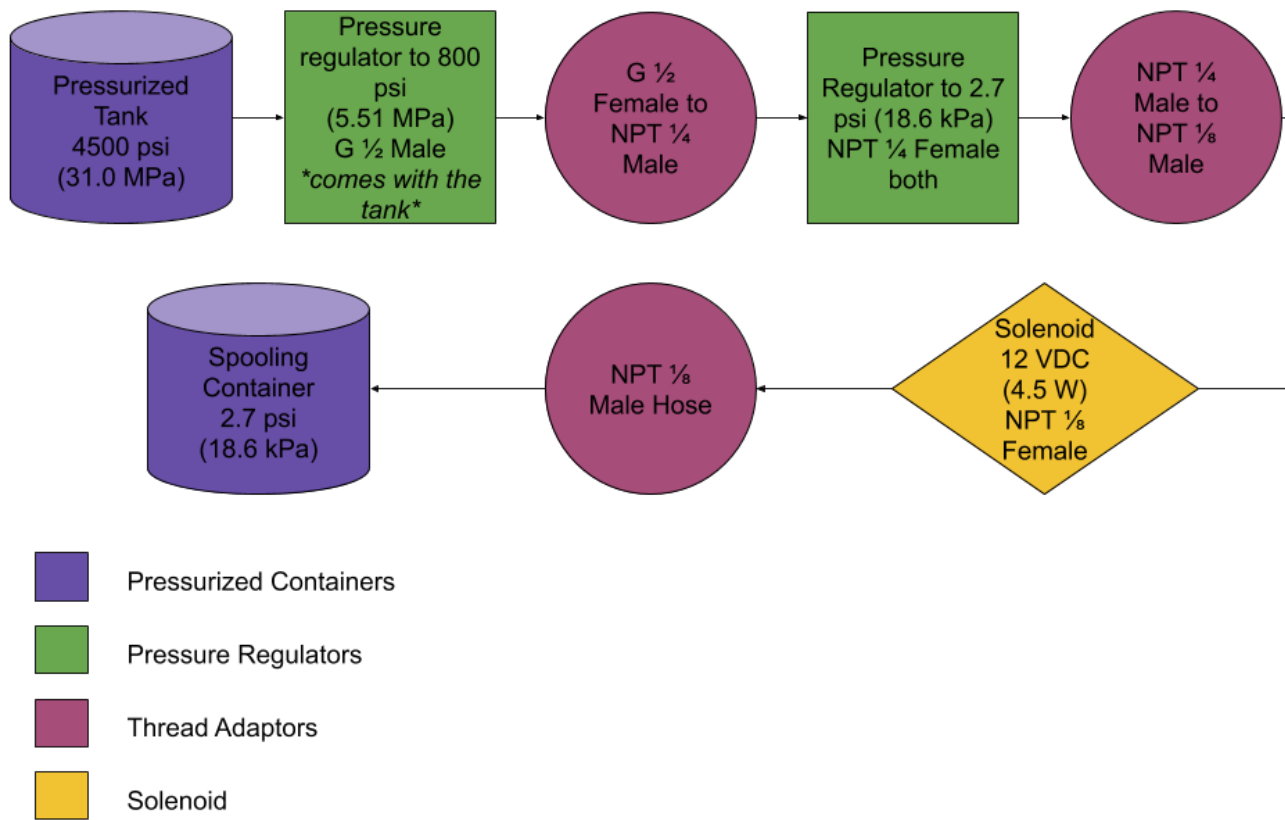 Pressurized
Tank
4500 psi
(31.0 MPa)
Pressure
regulator to 800
psi
(5.51 MPa)
G ½ Male
*comes with the
tank*
G ½
Female to
NPT ¼
Male
Pressure
Regulator to 2.7
psi (18.6 kPa)
NPT ¼ Female
both
NPT ¼
Male to
NPT ⅛
Male
Spooling
Container
2.7 psi
(18.6 kPa)
NPT ⅛
Male Hose
Solenoid
12 VDC
(4.5 W)
NPT ⅛
Female
Pressurized Containers
Pressure Regulators
Thread Adaptors
Solenoid